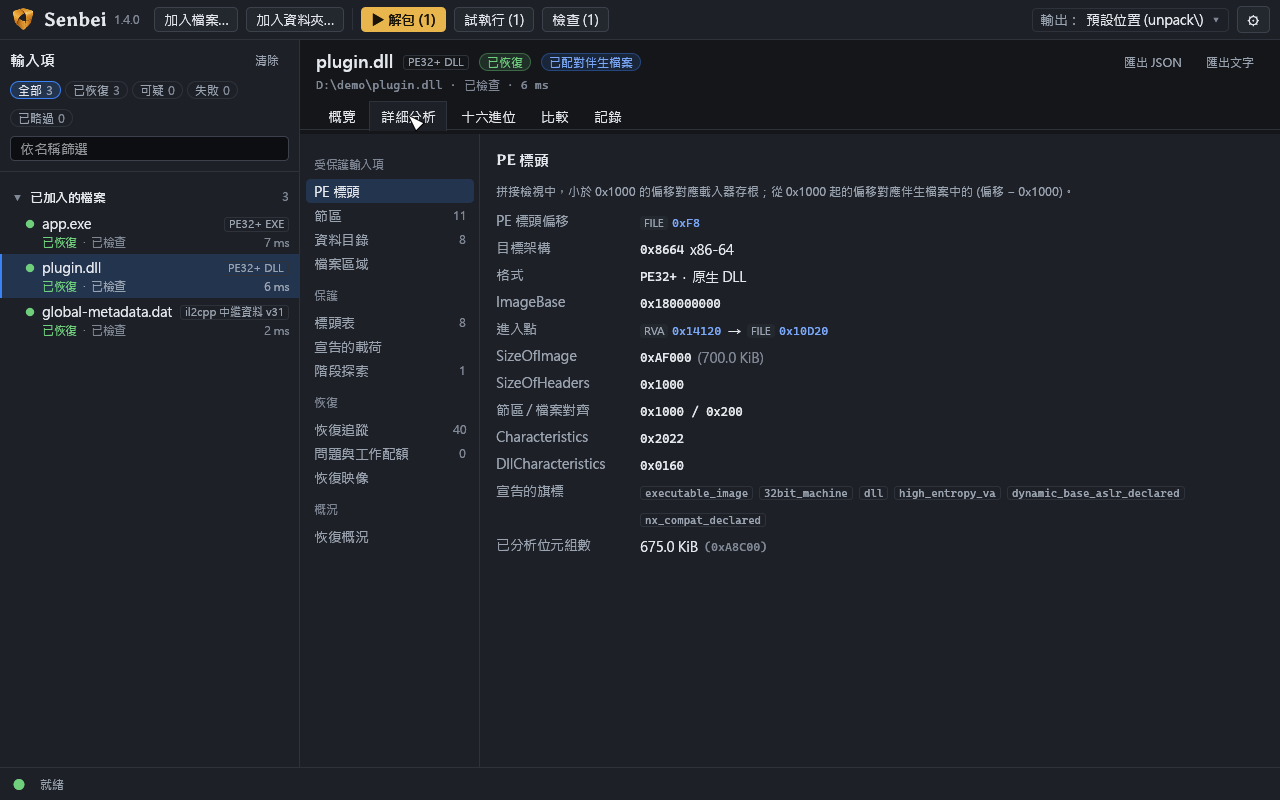 Senbei 1.4.0 加入檔案... 加入資料夾... ▶ 解包 (1) 試執行 (1) 檢查 (1) 輸出： 預設位置 (unpack\) ▾
輸入項 清除
全部 3 已恢復 3 可疑 0 失敗 0
已略過 0
依名稱篩選
▼ 已加入的檔案 3
app.exe PE32+ EXE
已恢復 · 已檢查 7 ms
plugin.dll PE32+ DLL
已恢復 · 已檢查 6 ms
global-metadata.dat il2cpp 中繼資料 v31
已恢復 · 已檢查 2 ms
plugin.dll PE32+ DLL 已恢復 已配對伴生檔案 匯出 JSON 匯出文字
D:\demo\plugin.dll · 已檢查 · 6 ms
概覽 詳細分析 十六進位 比較 記錄
受保護輸入項
PE 標頭
節區 11
資料目錄 8
檔案區域
保護
標頭表 8
宣告的載荷
階段探索 1
恢復
恢復追蹤 40
問題與工作配額 0
恢復映像
概況
恢復概況
PE 標頭
拼接檢視中，小於 0x1000 的偏移對應載入器存根；從 0x1000 起的偏移對應伴生檔案中的 (偏移 − 0x1000)。
PE 標頭偏移 FILE 0xF8
目標架構 0x8664 x86-64
格式 PE32+ · 原生 DLL
ImageBase 0x180000000
進入點 RVA 0x14120 → FILE 0x10D20
SizeOfImage 0xAF000 (700.0 KiB)
SizeOfHeaders 0x1000
節區 / 檔案對齊 0x1000 / 0x200
Characteristics 0x2022
DllCharacteristics 0x0160
宣告的旗標 executable_image 32bit_machine dll high_entropy_va dynamic_base_aslr_declared
nx_compat_declared
已分析位元組數 675.0 KiB (0xA8C00)
就緒